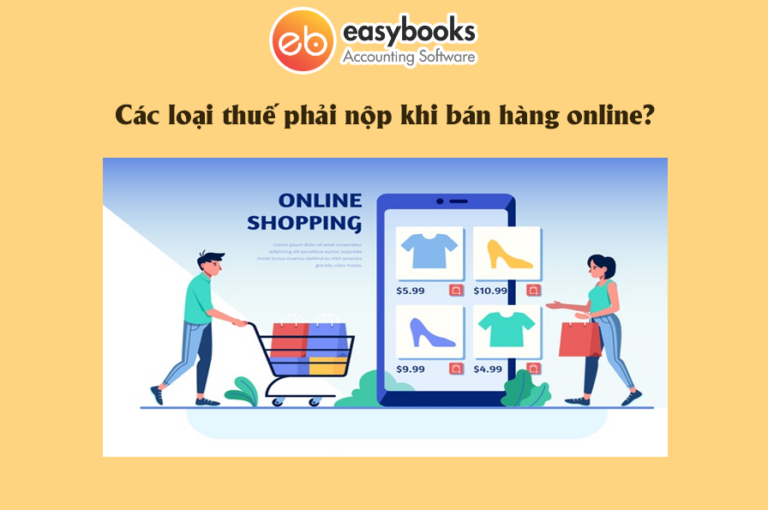 eb easybooks
Accounting Software
Các loại thuế phải nộp khi bán hàng online?
ONLINE
SHOPPING
$5.99
$10.99
$9.99
$4.99